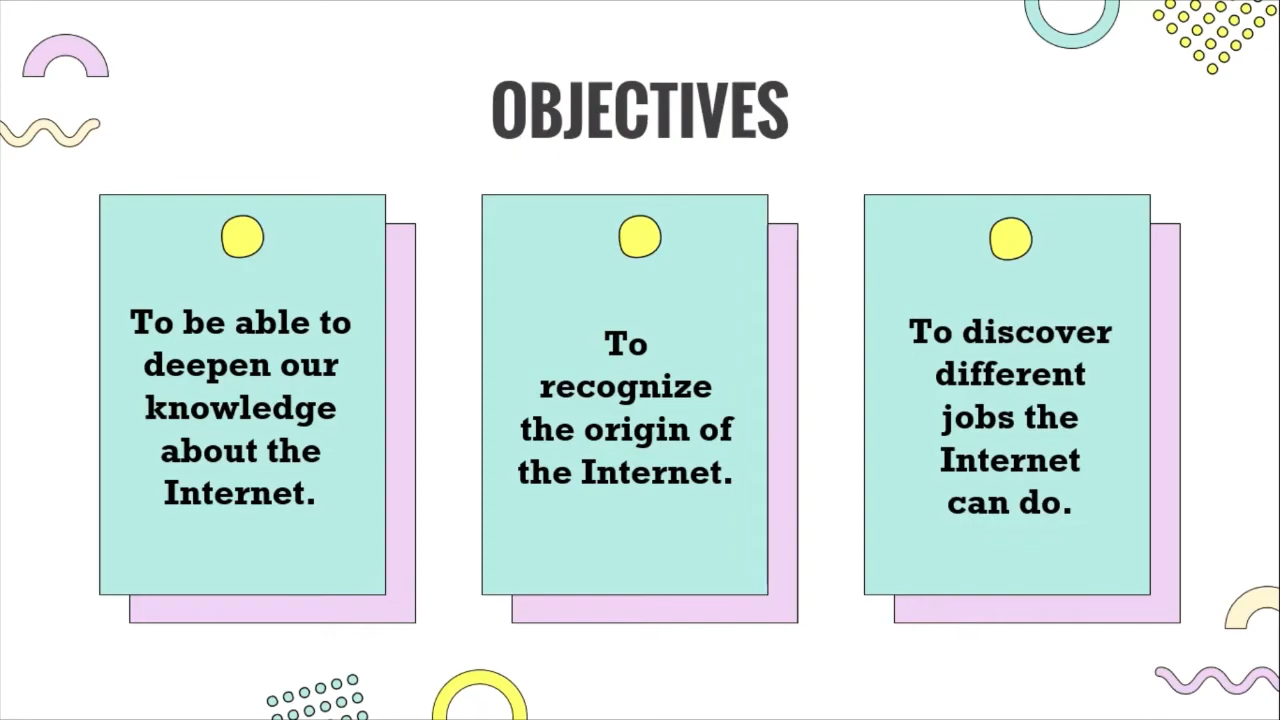 OBJECTIVES
To be able to
deepen our
knowledge
about the
Internet.
To
recognize
the origin of
the Internet.
To discover
different
jobs the
Internet
can do.